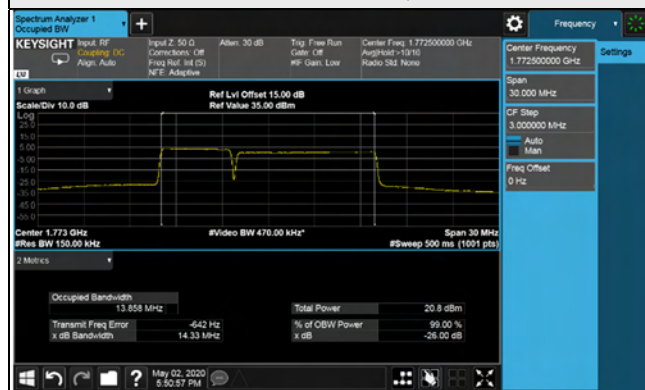 Spectrum Analyzer 1
Occupied BW
Frequency
KEYSIGHT
Input: RF
Coupling: DC
Align: Auto
Input Z: 50 Ω
Corrections: Off
Freq Ref: Int (S)
NFE: Adaptive
Atten: 30 dB
Trig: Free Run
Gate: Off
#IF Gain: Low
Center Freq: 1.772500000 GHz
Avg|Hold:>10/10
Radio Std: None
LXI
Center Frequency
1.772500000 GHz
Settings
Span
30.000 MHz
CF Step
3.000000 MHz
Auto
Man
Freq Offset
0 Hz
1 Graph
Scale/Div 10.0 dB
Ref Lvl Offset 15.00 dB
Ref Value 35.00 dBm
Log
25.0
15.0
5.00
-5.00
-15.0
-25.0
-35.0
-45.0
-55.0
Center 1.773 GHz
#Video BW 470.00 kHz*
Span 30 MHz
#Res BW 150.00 kHz
#Sweep 500 ms (1001 pts)
2 Metrics
Occupied Bandwidth
13.858 MHz
Total Power 20.8 dBm
Transmit Freq Error -642 Hz
% of OBW Power 99.00 %
x dB Bandwidth 14.33 MHz
x dB -26.00 dB
?
May 02, 2020
5:50:57 PM